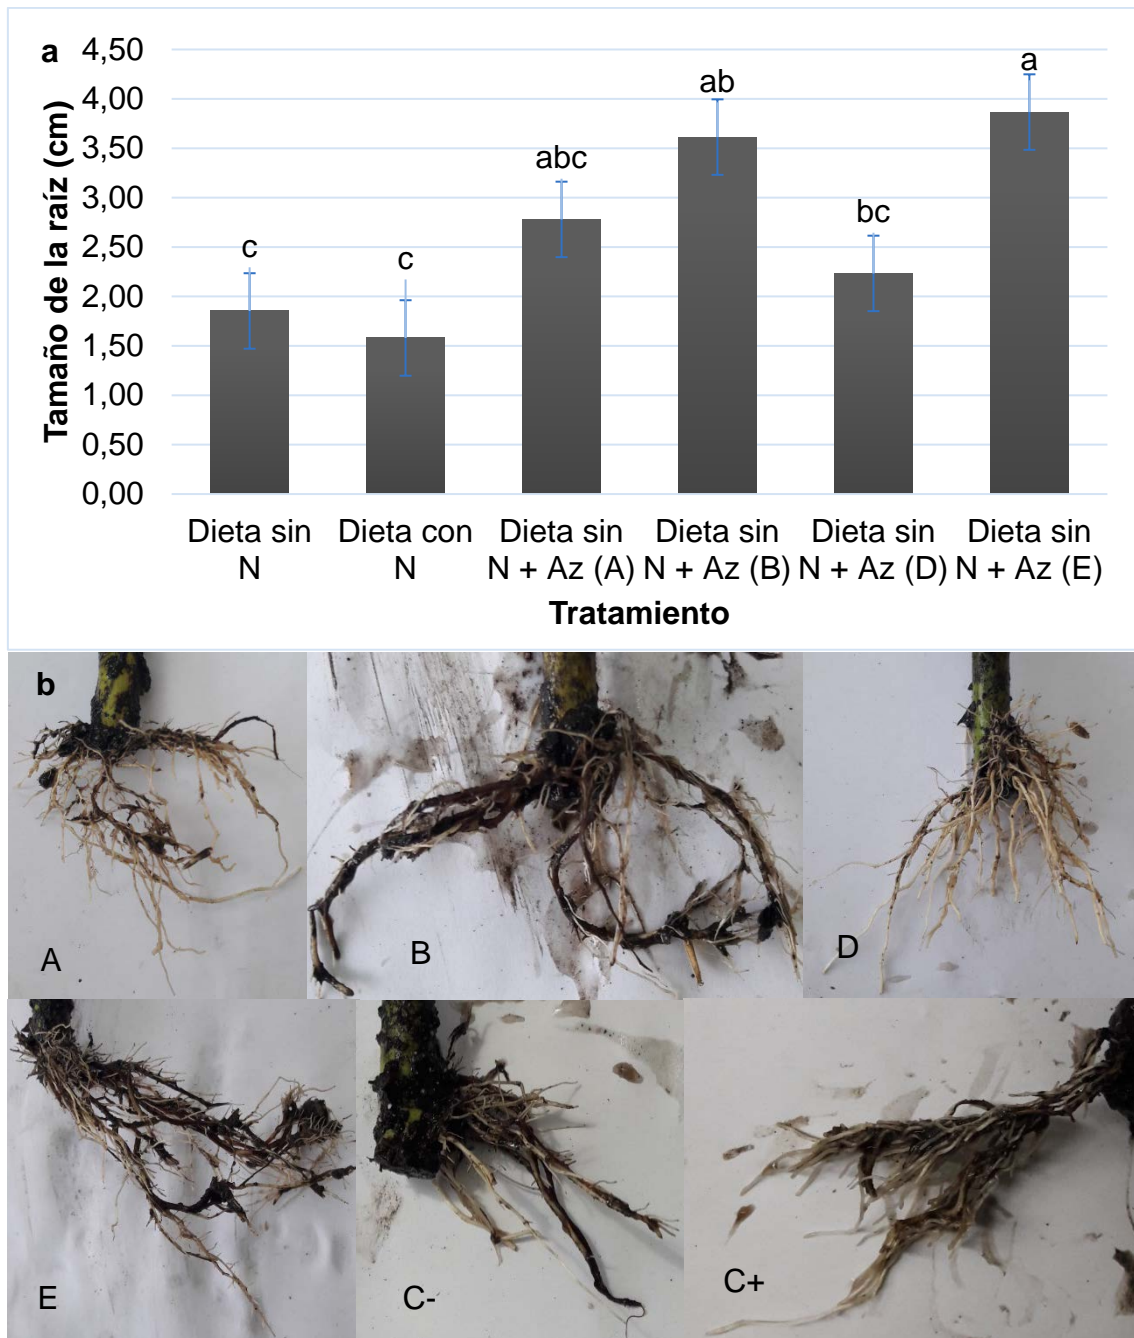 a
Tamaño de la raíz (cm)
4,50
4,00
3,50
3,00
2,50
2,00
1,50
1,00
0,50
0,00
c
c
abc
ab
bc
a
Dieta sin N
Dieta con N
Dieta sin N + Az (A)
Dieta sin N + Az (B)
Dieta sin N + Az (D)
Dieta sin N + Az (E)
Tratamiento
b
A
B
D
E
C-
C+